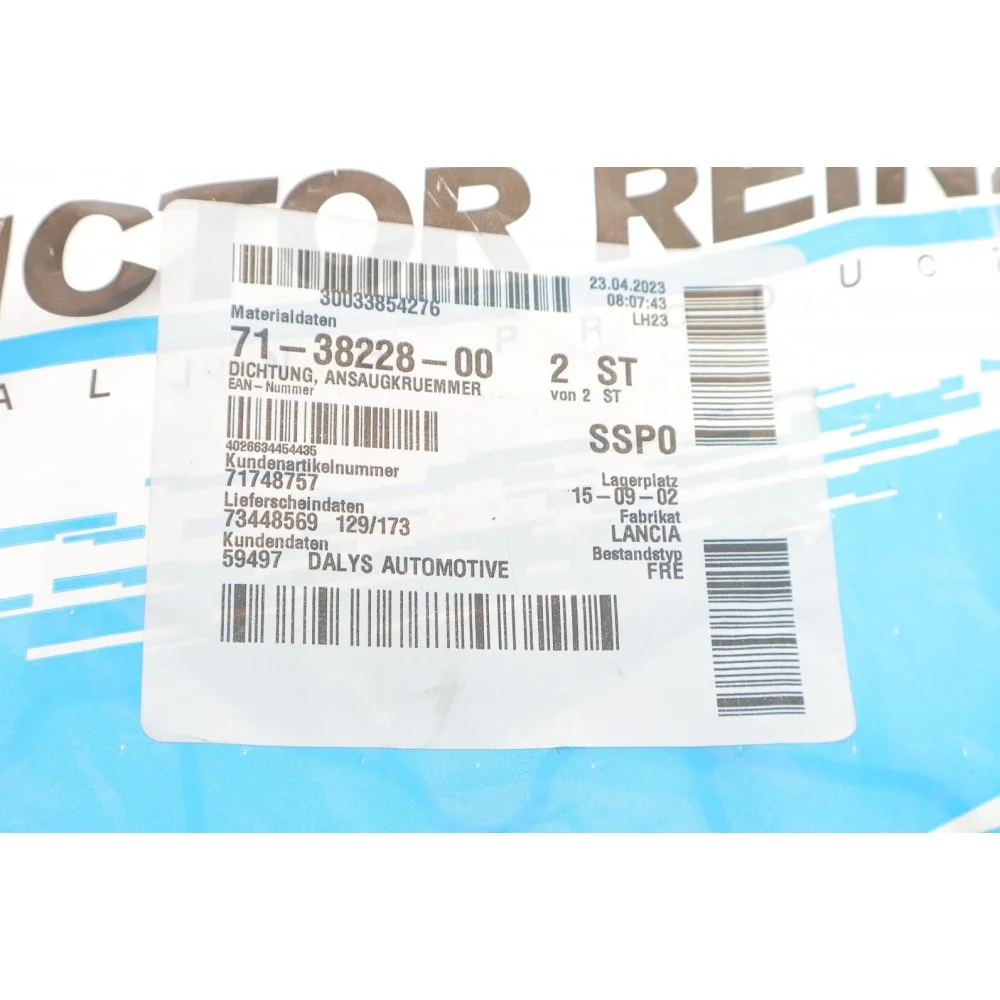 ICTOR REIN
A L I N P R O D U C
30033854276
23.04.2023
08:07:43
LH23
Materialdaten
71-38228-00
2 ST
DICHTUNG, ANSAUGKRUEMMER
von 2 ST
EAN-Nummer
4026634454435
SSP0
Kundenartikelnummer
71748757
Lagerplatz
15-09-02
Lieferscheindaten
73448569 129/173
Fabrikat
LANCIA
Kundendaten
59497 DALYS AUTOMOTIVE
Bestandstyp
FRE